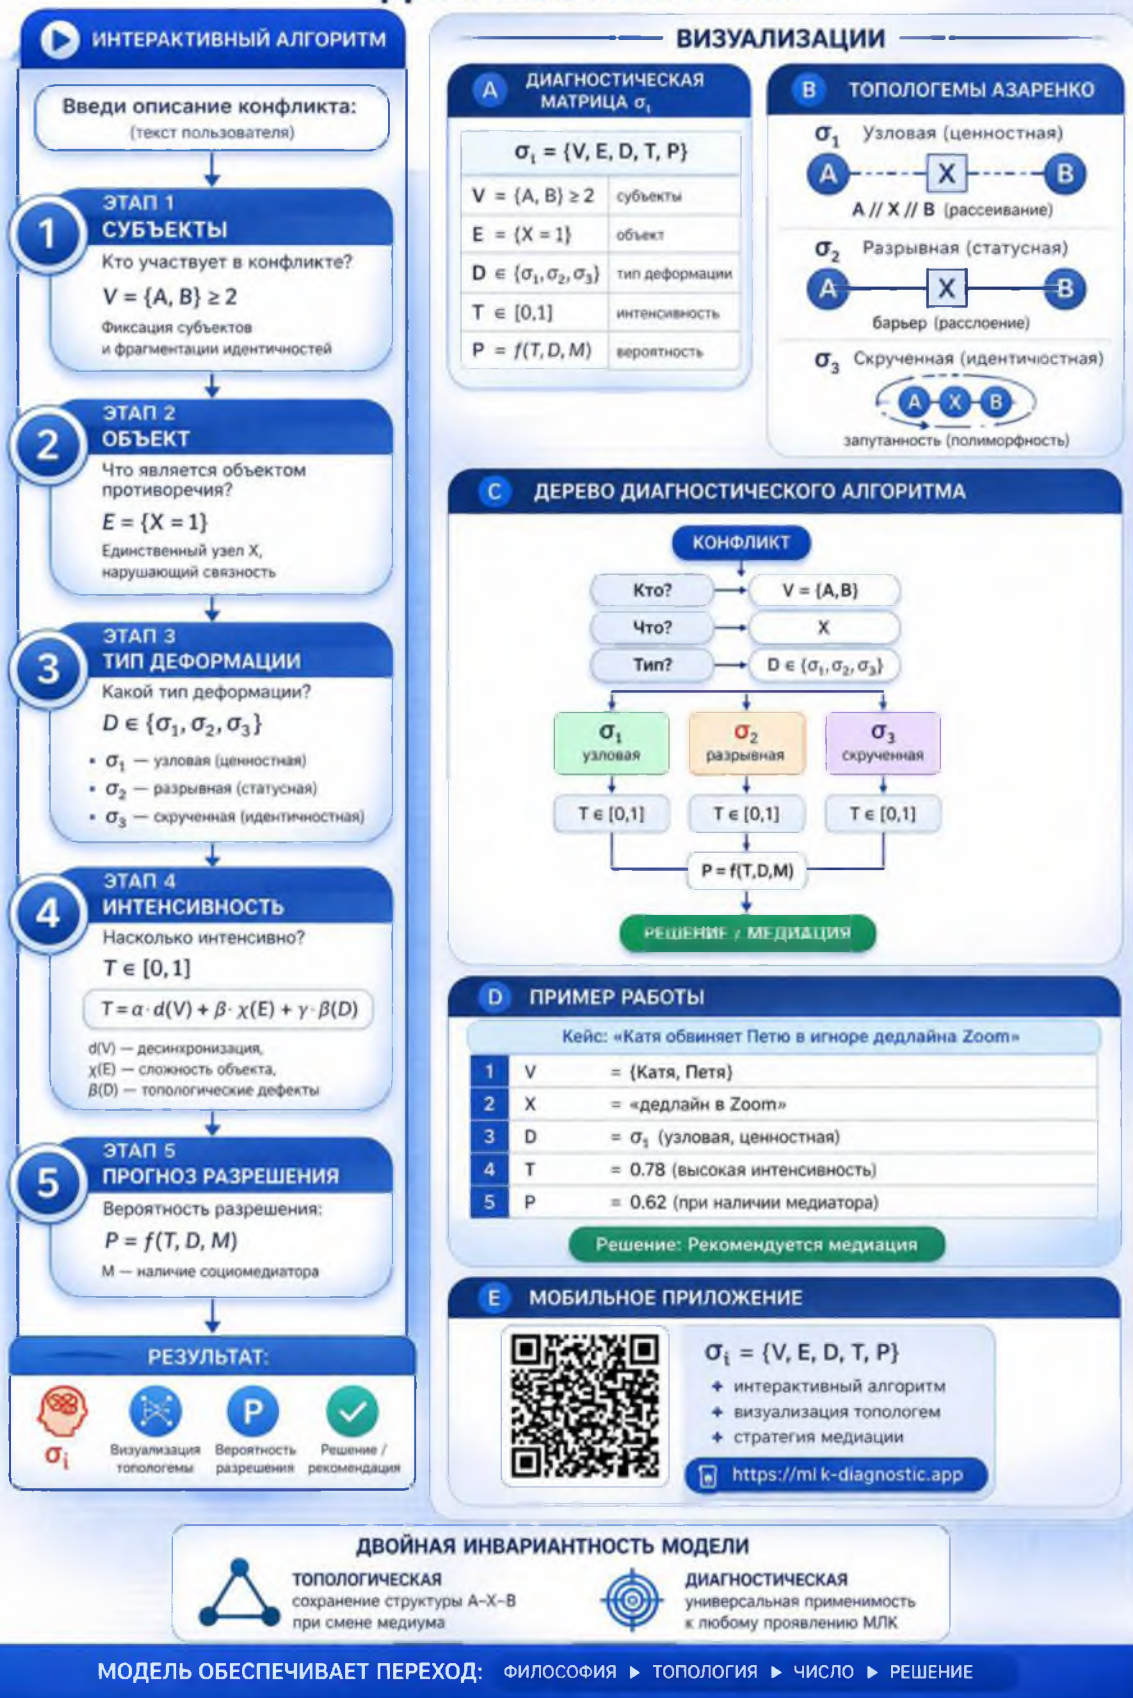 ИНТЕРАКТИВНЫЙ АЛГОРИТМ
Введи описание конфликта:
(текст пользователя)
1
ЭТАП 1
СУБЪЕКТЫ
Кто участвует в конфликте?
V = {A, B} ≥ 2
Фиксация субъектов
и фрагментации идентичностей
2
ЭТАП 2
ОБЪЕКТ
Что является объектом
противоречия?
E = {X = 1}
Единственный узел X,
нарушающий связность
3
ЭТАП 3
ТИП ДЕФОРМАЦИИ
Какой тип деформации?
D ∈ {σ₁, σ₂, σ₃}
• σ₁ — узловая (ценностная)
• σ₂ — разрывная (статусная)
• σ₃ — скрученная (идентичностная)
4
ЭТАП 4
ИНТЕНСИВНОСТЬ
Насколько интенсивно?
T ∈ [0,1]
T = α · d(V) + β · χ(E) + γ · β(D)
d(V) — десинхронизация,
χ(E) — сложность объекта,
β(D) — топологические дефекты
5
ЭТАП 5
ПРОГНОЗ РАЗРЕШЕНИЯ
Вероятность разрешения:
P = f(T, D, M)
M — наличие социомедиатора
РЕЗУЛЬТАТ:
P
σᵢ
Визуализация
топологемы
Вероятность
разрешения
Решение /
рекомендация
ВИЗУАЛИЗАЦИИ
A
ДИАГНОСТИЧЕСКАЯ
МАТРИЦА σᵢ
σᵢ = {V, E, D, T, P}
V = {A, B} ≥ 2 субъекты
E = {X = 1} объект
D ∈ {σ₁, σ₂, σ₃} тип деформации
T ∈ [0,1] интенсивность
P = f(T, D, M) вероятность
B
ТОПОЛОГЕМЫ АЗАРЕНКО
σ₁ Узловая (ценностная)
A X B
A // X // B (рассеивание)
σ₂ Разрывная (статусная)
A X B
барьер (расслоение)
σ₃ Скрученная (идентичностная)
A X B
запутанность (полиморфность)
C
ДЕРЕВО ДИАГНОСТИЧЕСКОГО АЛГОРИТМА
КОНФЛИКТ
Кто? V = {A,B}
Что? X
Тип? D ∈ {σ₁, σ₂, σ₃}
σ₁ σ₂ σ₃
узловая разрывная скрученная
T ∈ [0,1] T ∈ [0,1] T ∈ [0,1]
P = f(T,D,M)
РЕШЕНИЕ / МЕДИАЦИЯ
D
ПРИМЕР РАБОТЫ
Кейс: «Катя обвиняет Петю в игноре дедлайна Zoom»
1 V = {Катя, Петя}
2 X = «дедлайн в Zoom»
3 D = σ₁ (узловая, ценностная)
4 T = 0.78 (высокая интенсивность)
5 P = 0.62 (при наличии медиатора)
Решение: Рекомендуется медиация
E
МОБИЛЬНОЕ ПРИЛОЖЕНИЕ
σᵢ = {V, E, D, T, P}
+ интерактивный алгоритм
+ визуализация топологем
+ стратегия медиации
https://ml k-diagnostic.app
ДВОЙНАЯ ИНВАРИАНТНОСТЬ МОДЕЛИ
ТОПОЛОГИЧЕСКАЯ
сохранение структуры A–X–B
при смене медиума
ДИАГНОСТИЧЕСКАЯ
универсальная применимость
к любому проявлению МЛК
МОДЕЛЬ ОБЕСПЕЧИВАЕТ ПЕРЕХОД: ФИЛОСОФИЯ ▶ ТОПОЛОГИЯ ▶ ЧИСЛО ▶ РЕШЕНИЕ